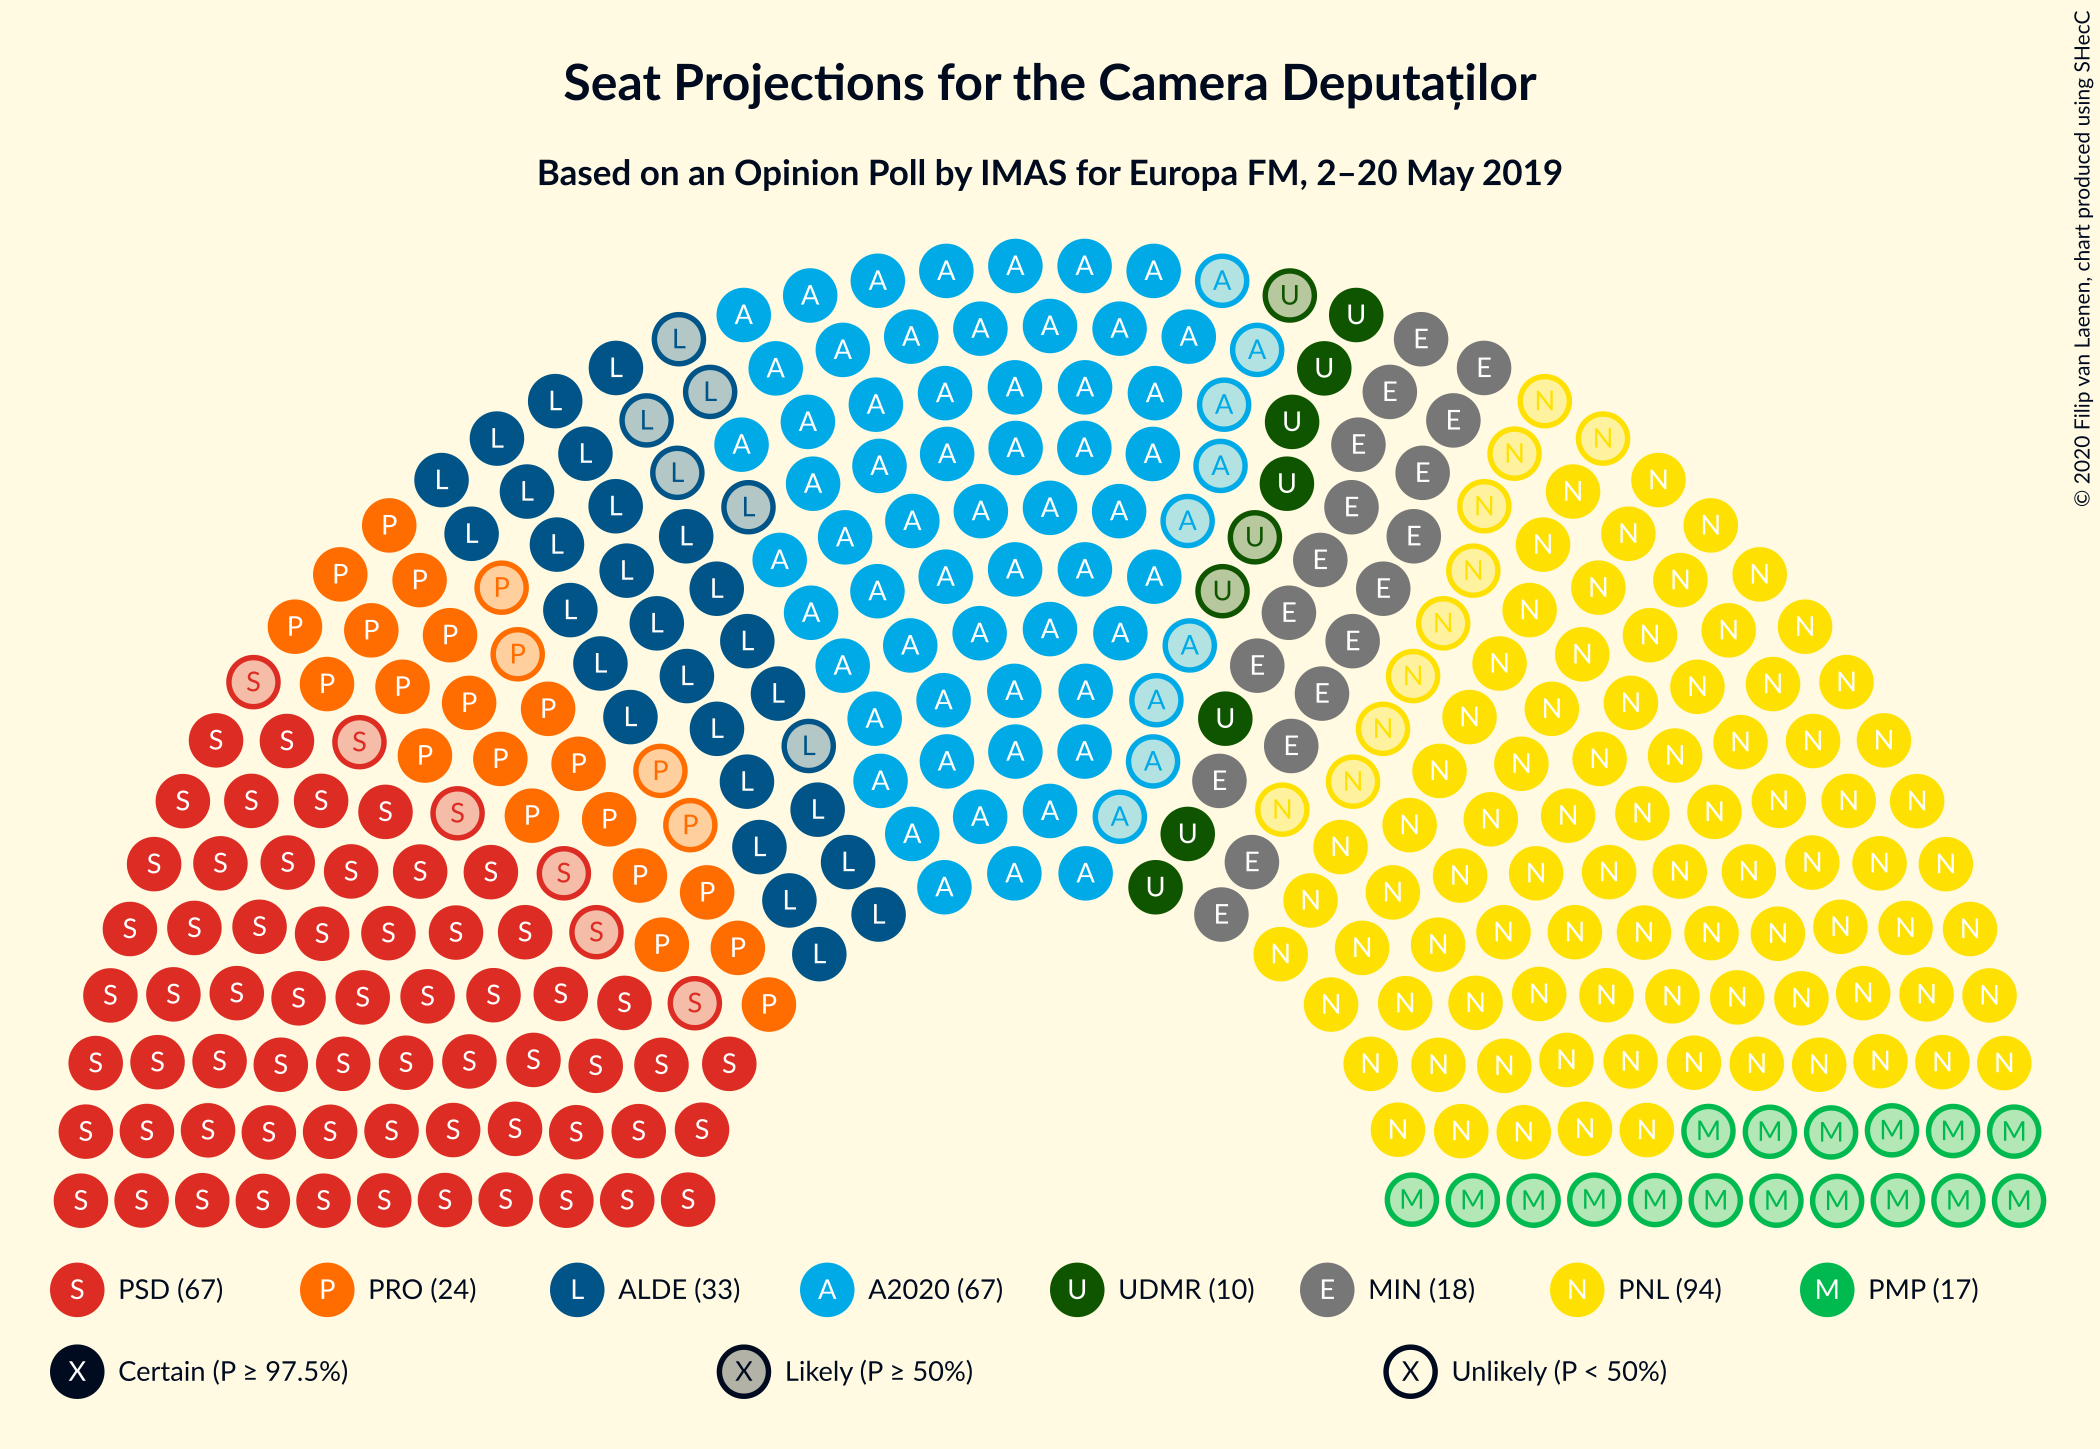 Seat Projections for the Camera Deputaților
Based on an Opinion Poll by IMAS for Europa FM, 2–20 May 2019
© 2020 Filip van Laenen, chart produced using SHecC
S PSD (67) P PRO (24) L ALDE (33) A A2020 (67) U UDMR (10) E MIN (18) N PNL (94) M PMP (17)
X Certain (P ≥ 97.5%) X Likely (P ≥ 50%) X Unlikely (P < 50%)